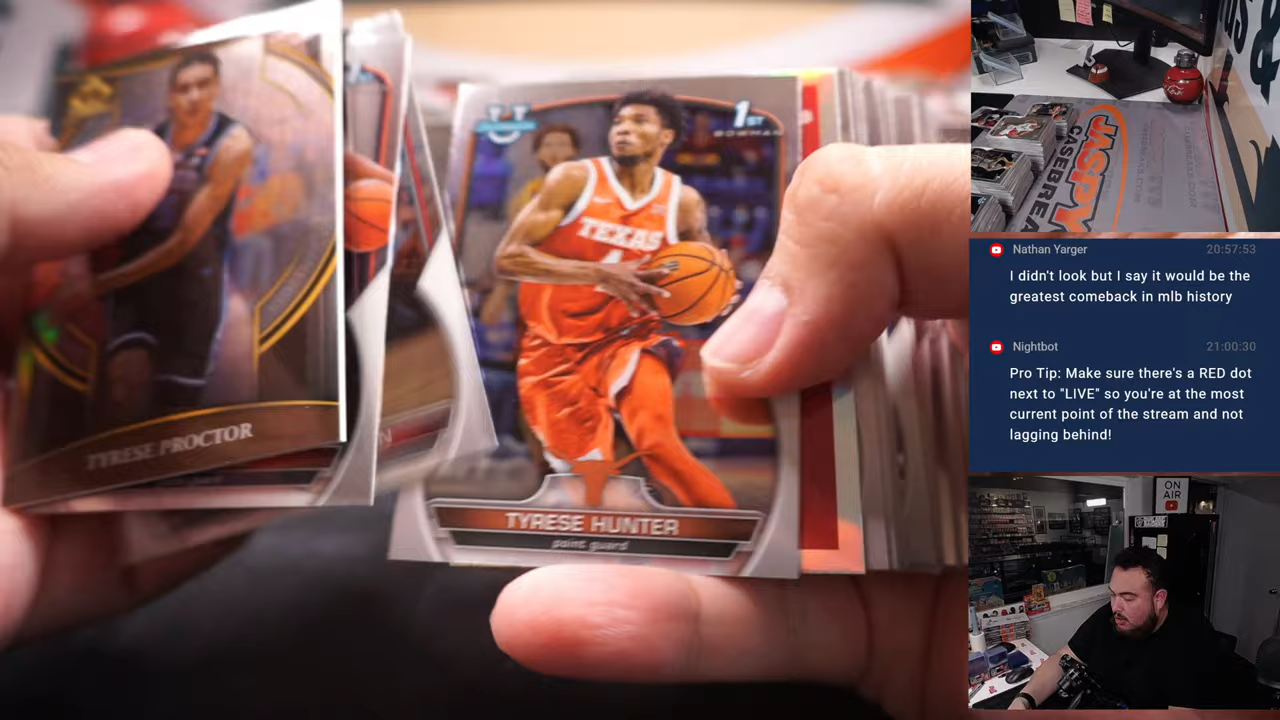 1ST
BOWMAN
TEXAS
TYRESE PROCTOR
TYRESE HUNTER
point guard
JASPY
CASEBREA
Nathan Yarger 20:57:53
I didn't look but I say it would be the
greatest comeback in mlb history
Nightbot 21:00:30
Pro Tip: Make sure there's a RED dot
next to "LIVE" so you're at the most
current point of the stream and not
lagging behind!
ON
AIR